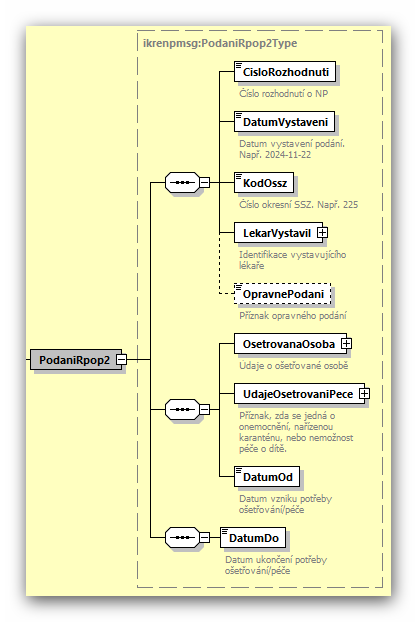 ikrenpmsg:PodaniRpop2Type
CisloRozhodnuti
Číslo rozhodnutí o NP
DatumVystaveni
Datum vystavení podání.
Např. 2024-11-22
KodOssz
Číslo okresní SSZ. Např. 225
LekarVystavil
Identifikace vystavujícího
lékaře
OpravnePodani
Příznak opravného podání
PodaniRpop2
OsetrovanaOsoba
Údaje o ošetřované osobě
UdajeOsetrovaniPece
Příznak, zda se jedná o
onemocnění, nařízenou
karanténu, nebo nemožnost
péče o dítě.
DatumOd
Datum vzniku potřeby
ošetřování/péče
DatumDo
Datum ukončení potřeby
ošetřování/péče